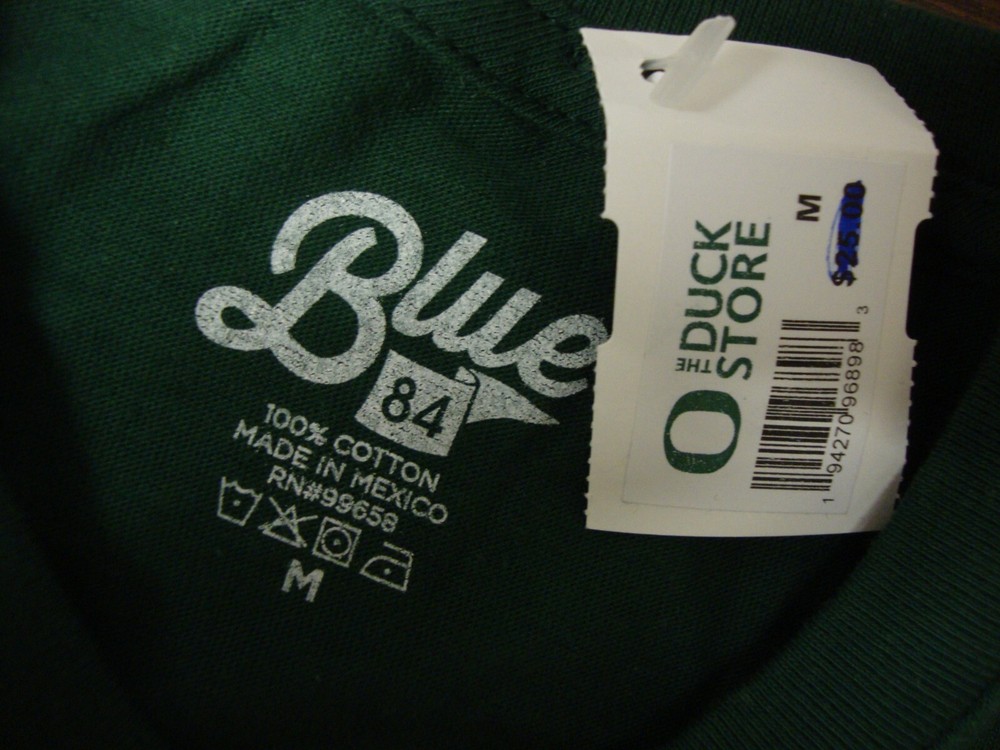 Blue
84
100% COTTON
MADE IN MEXICO
RN#99658
M
O
THE DUCK
STORE
M
$25.00
1 94270 96898 3